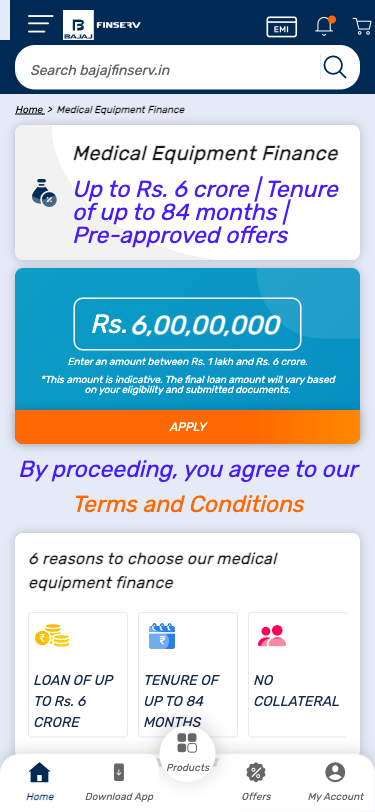 BAJAJ FINSERV
EMI
Search bajajfinserv.in
Home > Medical Equipment Finance
Medical Equipment Finance
Up to Rs. 6 crore | Tenure
of up to 84 months |
Pre-approved offers
Rs. 6,00,00,000
Enter an amount between Rs. 1 lakh and Rs. 6 crore.
*This amount is indicative. The final loan amount will vary based
on your eligibility and submitted documents.
APPLY
By proceeding, you agree to our
Terms and Conditions
6 reasons to choose our medical
equipment finance
LOAN OF UP
TO Rs. 6
CRORE
TENURE OF
UP TO 84
MONTHS
NO
COLLATERAL
Home
Download App
Products
Offers
My Account